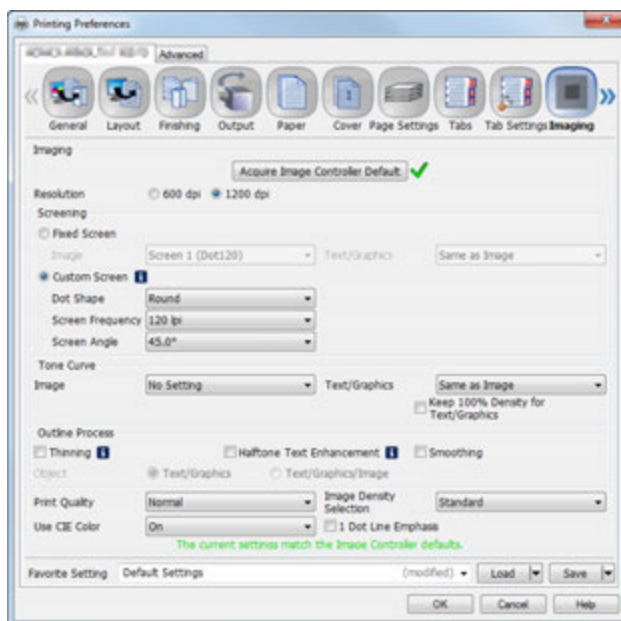 Printing Preferences
Advanced
General Layout Finishing Output Paper Cover Page Settings Tabs Tab Settings Imaging
Imaging
Acquire Image Controller Default
Resolution 600 dpi 1200 dpi
Screening
Fixed Screen
Image Screen 1 (Dot120) Text/Graphics Same as Image
Custom Screen
Dot Shape Round
Screen Frequency 120 lpi
Screen Angle 45.0°
Tone Curve
Image No Setting Text/Graphics Same as Image
Keep 100% Density for
Text/Graphics
Outline Process
Thinning Halftone Text Enhancement Smoothing
Object Text/Graphics Text/Graphics/Image
Print Quality Normal Image Density
Selection Standard
Use CIE Color On 1 Dot Line Emphasis
The current settings match the Image Controller defaults.
Favorite Setting Default Settings (modified) Load Save
OK Cancel Help